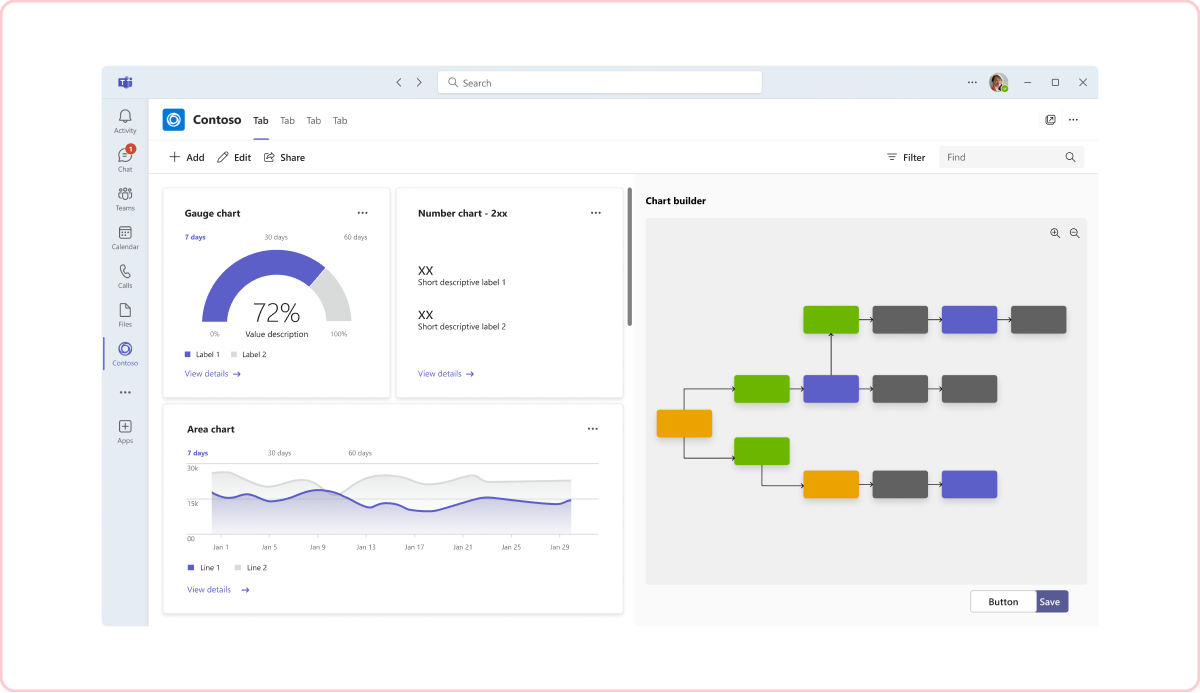 Search
Activity
1
Chat
Teams
Calendar
Calls
Files
Contoso
Apps
Contoso Tab Tab Tab Tab
Add Edit Share Filter Find
Gauge chart
7 days 30 days 60 days
72%
0% Value description 100%
Label 1 Label 2
View details
Number chart - 2xx
XX
Short descriptive label 1
XX
Short descriptive label 2
View details
Area chart
7 days 30 days 60 days
30k
15k
00
Jan 1 Jan 5 Jan 9 Jan 13 Jan 17 Jan 21 Jan 25 Jan 29
Line 1 Line 2
View details
Chart builder
Button Save